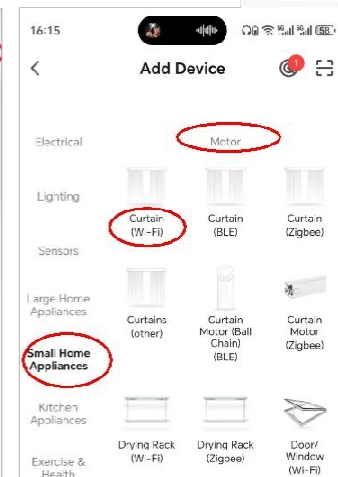 16:15
58
Add Device
1
Electrical
Lighting
Sensors
Large Home
Appliances
Small Home
Appliances
Kitchen
Appliances
Exercise &
Health
Motor
Curtain
(Wi-Fi)
Curtain
(BLE)
Curtain
(Zigbee)
Curtains
(other)
Curtain
Motor (Ball
Chain)
(BLE)
Curtain
Motor
(Zigbee)
Drying Rack
(Wi-Fi)
Drying Rack
(Zigbee)
Door/
Window
(Wi-Fi)